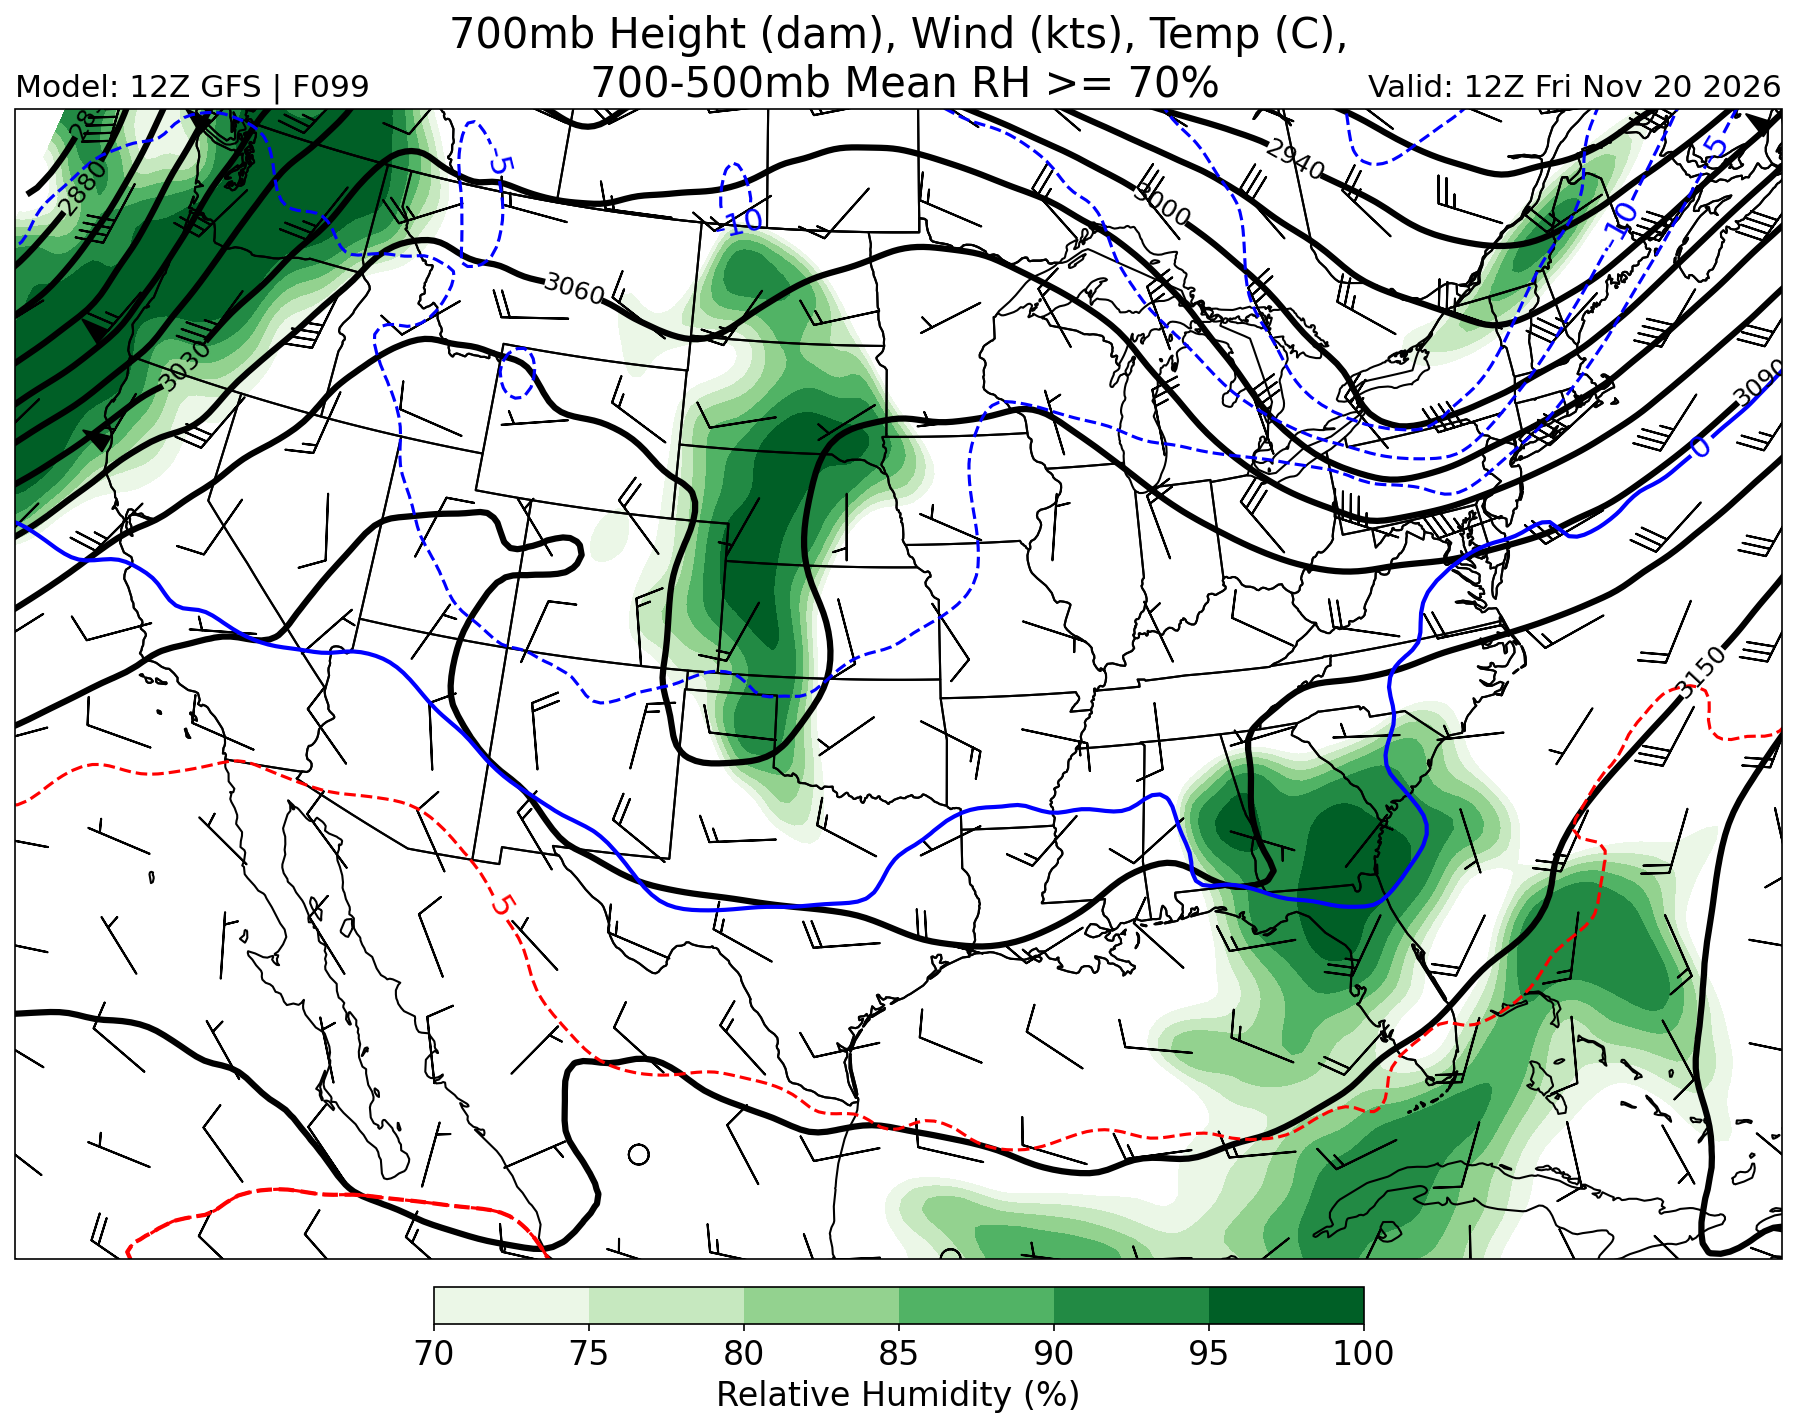 700mb Height (dam), Wind (kts), Temp (C),
700-500mb Mean RH >= 70%
Model: 12Z GFS | F099
Valid: 12Z Fri Nov 20 2026
2880
2940
3000
3060
3030
3090
3150
-5
-10
-5
-10
0
5
70 75 80 85 90 95 100
Relative Humidity (%)